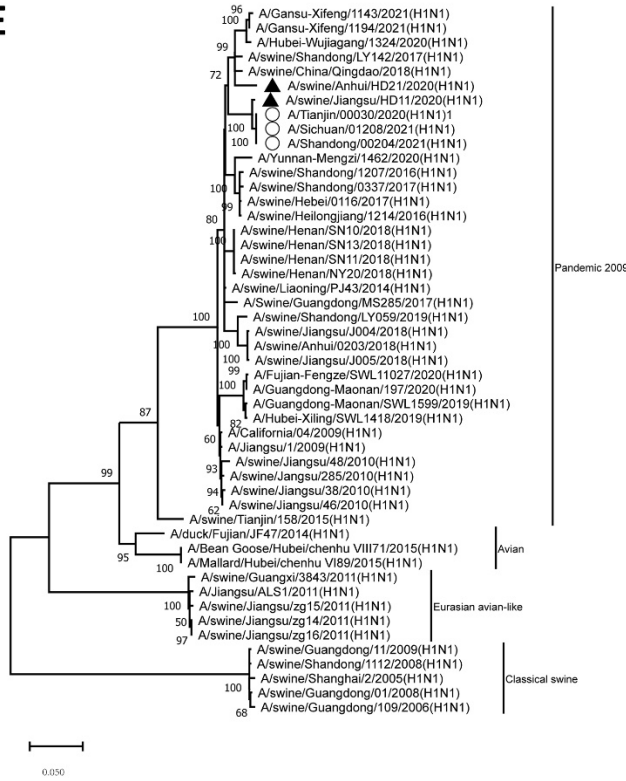 E
96
A/Gansu-Xifeng/1143/2021(H1N1)
100
A/Gansu-Xifeng/1194/2021(H1N1)
A/Hubei-Wujiagang/1324/2020(H1N1)
99
A/swine/Shandong/LY142/2017(H1N1)
72
A/swine/China/Qingdao/2018(H1N1)
A/swine/Anhui/HD21/2020(H1N1)
A/swine/Jiangsu/HD11/2020(H1N1)
A/Tianjin/00030/2020(H1N1)1
100
A/Sichuan/01208/2021(H1N1)
100
A/Shandong/00204/2021(H1N1)
A/Yunnan-Mengzi/1462/2020(H1N1)
A/swine/Shandong/1207/2016(H1N1)
100
A/swine/Shandong/0337/2017(H1N1)
99
A/swine/Hebei/0116/2017(H1N1)
80
A/swine/Heilongjiang/1214/2016(H1N1)
A/swine/Henan/SN10/2018(H1N1)
100
A/swine/Henan/SN13/2018(H1N1)
A/swine/Henan/SN11/2018(H1N1)
Pandemic 2009
A/swine/Henan/NY20/2018(H1N1)
A/swine/Liaoning/PJ43/2014(H1N1)
A/Swine/Guangdong/MS285/2017(H1N1)
100
A/swine/Shandong/LY059/2019(H1N1)
A/swine/Jiangsu/J004/2018(H1N1)
100
A/swine/Anhui/0203/2018(H1N1)
100
A/swine/Jiangsu/J005/2018(H1N1)
99
A/Fujian-Fengze/SWL11027/2020(H1N1)
100
A/Guangdong-Maonan/197/2020(H1N1)
A/Guangdong-Maonan/SWL1599/2019(H1N1)
87
A/Hubei-Xiling/SWL1418/2019(H1N1)
82
A/California/04/2009(H1N1)
60
A/Jiangsu/1/2009(H1N1)
A/swine/Jiangsu/48/2010(H1N1)
93
99
A/swine/Jangsu/285/2010(H1N1)
94
A/swine/Jiangsu/38/2010(H1N1)
62
A/swine/Jiangsu/46/2010(H1N1)
A/swine/Tianjin/158/2015(H1N1)
A/duck/Fujian/JF47/2014(H1N1)
95
A/Bean Goose/Hubei/chenhu VIII71/2015(H1N1)
Avian
100
A/Mallard/Hubei/chenhu VI89/2015(H1N1)
A/swine/Guangxi/3843/2011(H1N1)
A/Jiangsu/ALS1/2011(H1N1)
100
A/swine/Jiangsu/zg15/2011(H1N1)
Eurasian avian-like
50
A/swine/Jiangsu/zg14/2011(H1N1)
97
A/swine/Jiangsu/zg16/2011(H1N1)
A/swine/Guangdong/11/2009(H1N1)
A/swine/Shandong/1112/2008(H1N1)
A/swine/Shanghai/2/2005(H1N1)
Classical swine
100
A/swine/Guangdong/01/2008(H1N1)
68
A/swine/Guangdong/109/2006(H1N1)
0.050